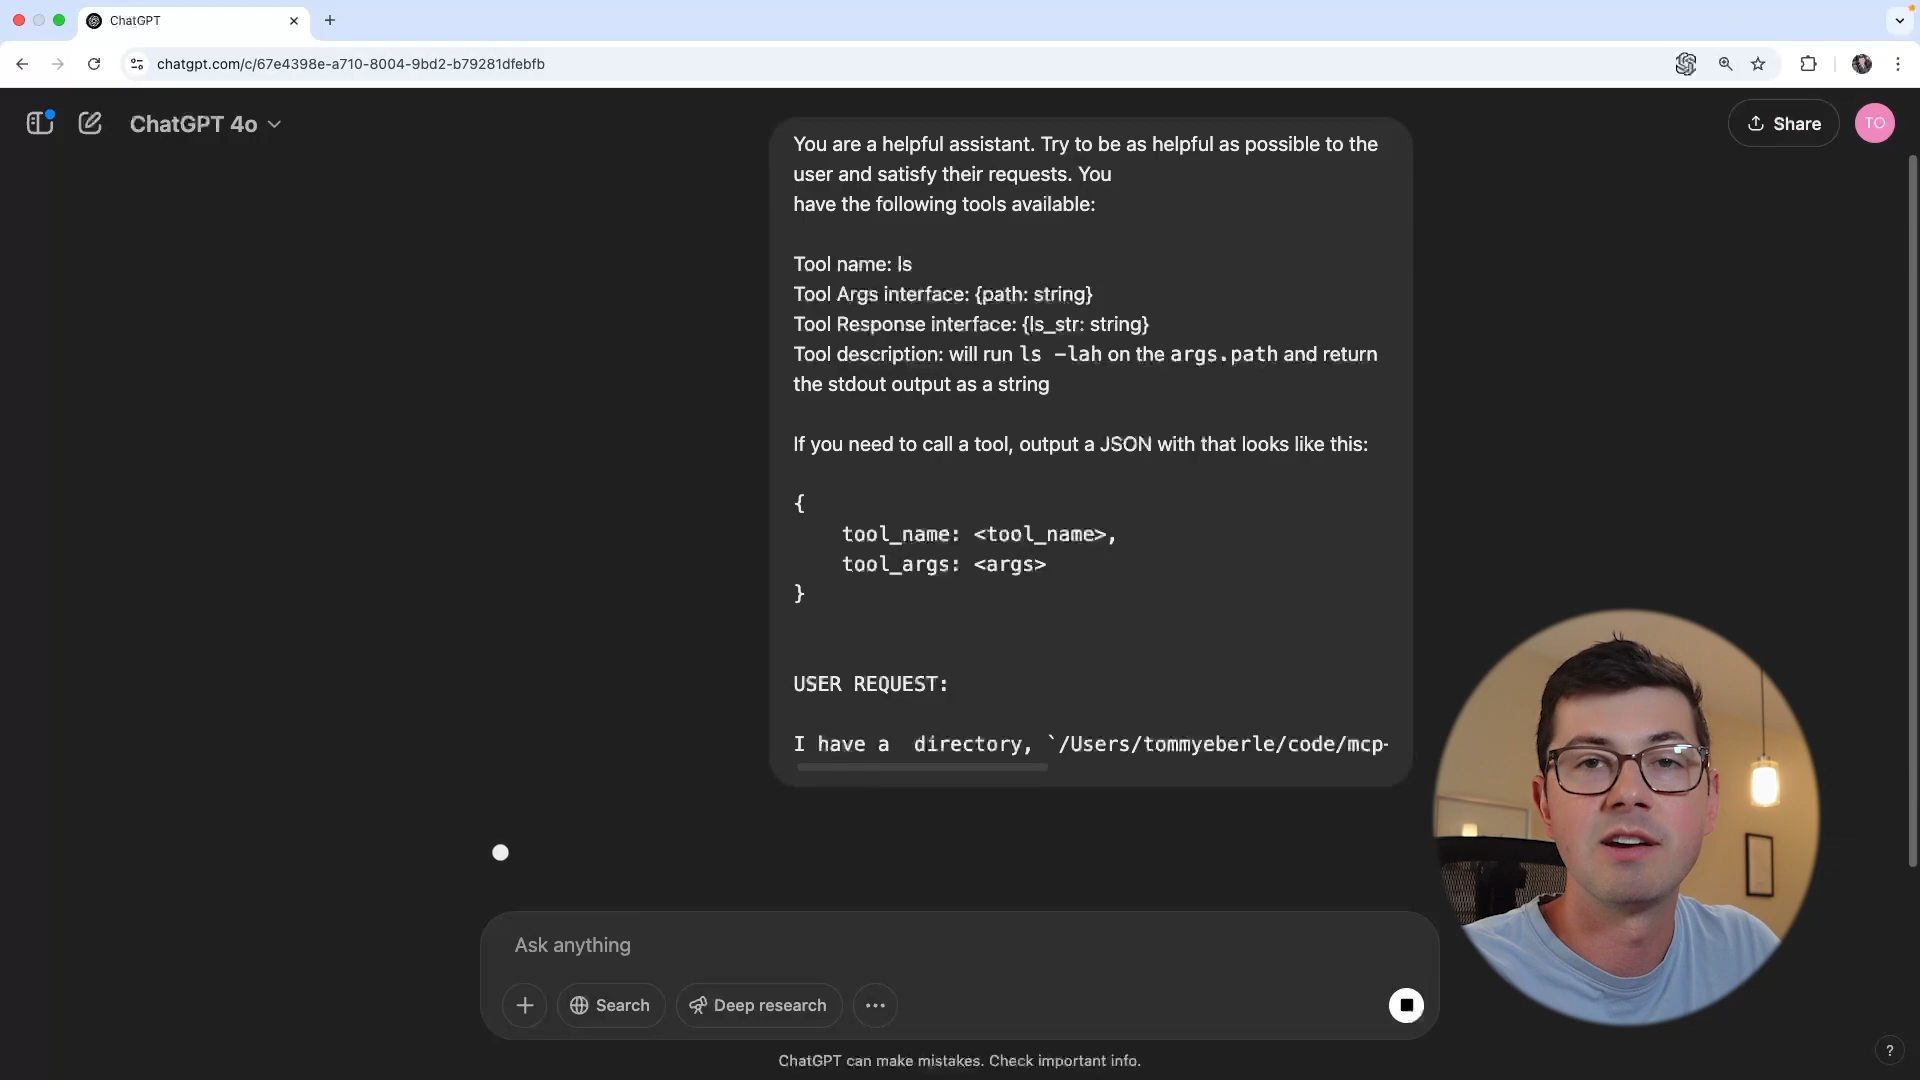 ChatGPT
chatgpt.com/c/67e4398e-a710-8004-9bd2-b79281dfebfb
ChatGPT 4o
Share
TO
You are a helpful assistant. Try to be as helpful as possible to the
user and satisfy their requests. You
have the following tools available:
Tool name: ls
Tool Args interface: {path: string}
Tool Response interface: {ls_str: string}
Tool description: will run ls -lah on the args.path and return
the stdout output as a string
If you need to call a tool, output a JSON with that looks like this:
{
tool_name: <tool_name>,
tool_args: <args>
}
USER REQUEST:
I have a  directory, `/Users/tommyeberle/code/mcp-
Ask anything
Search
Deep research
ChatGPT can make mistakes. Check important info.
?